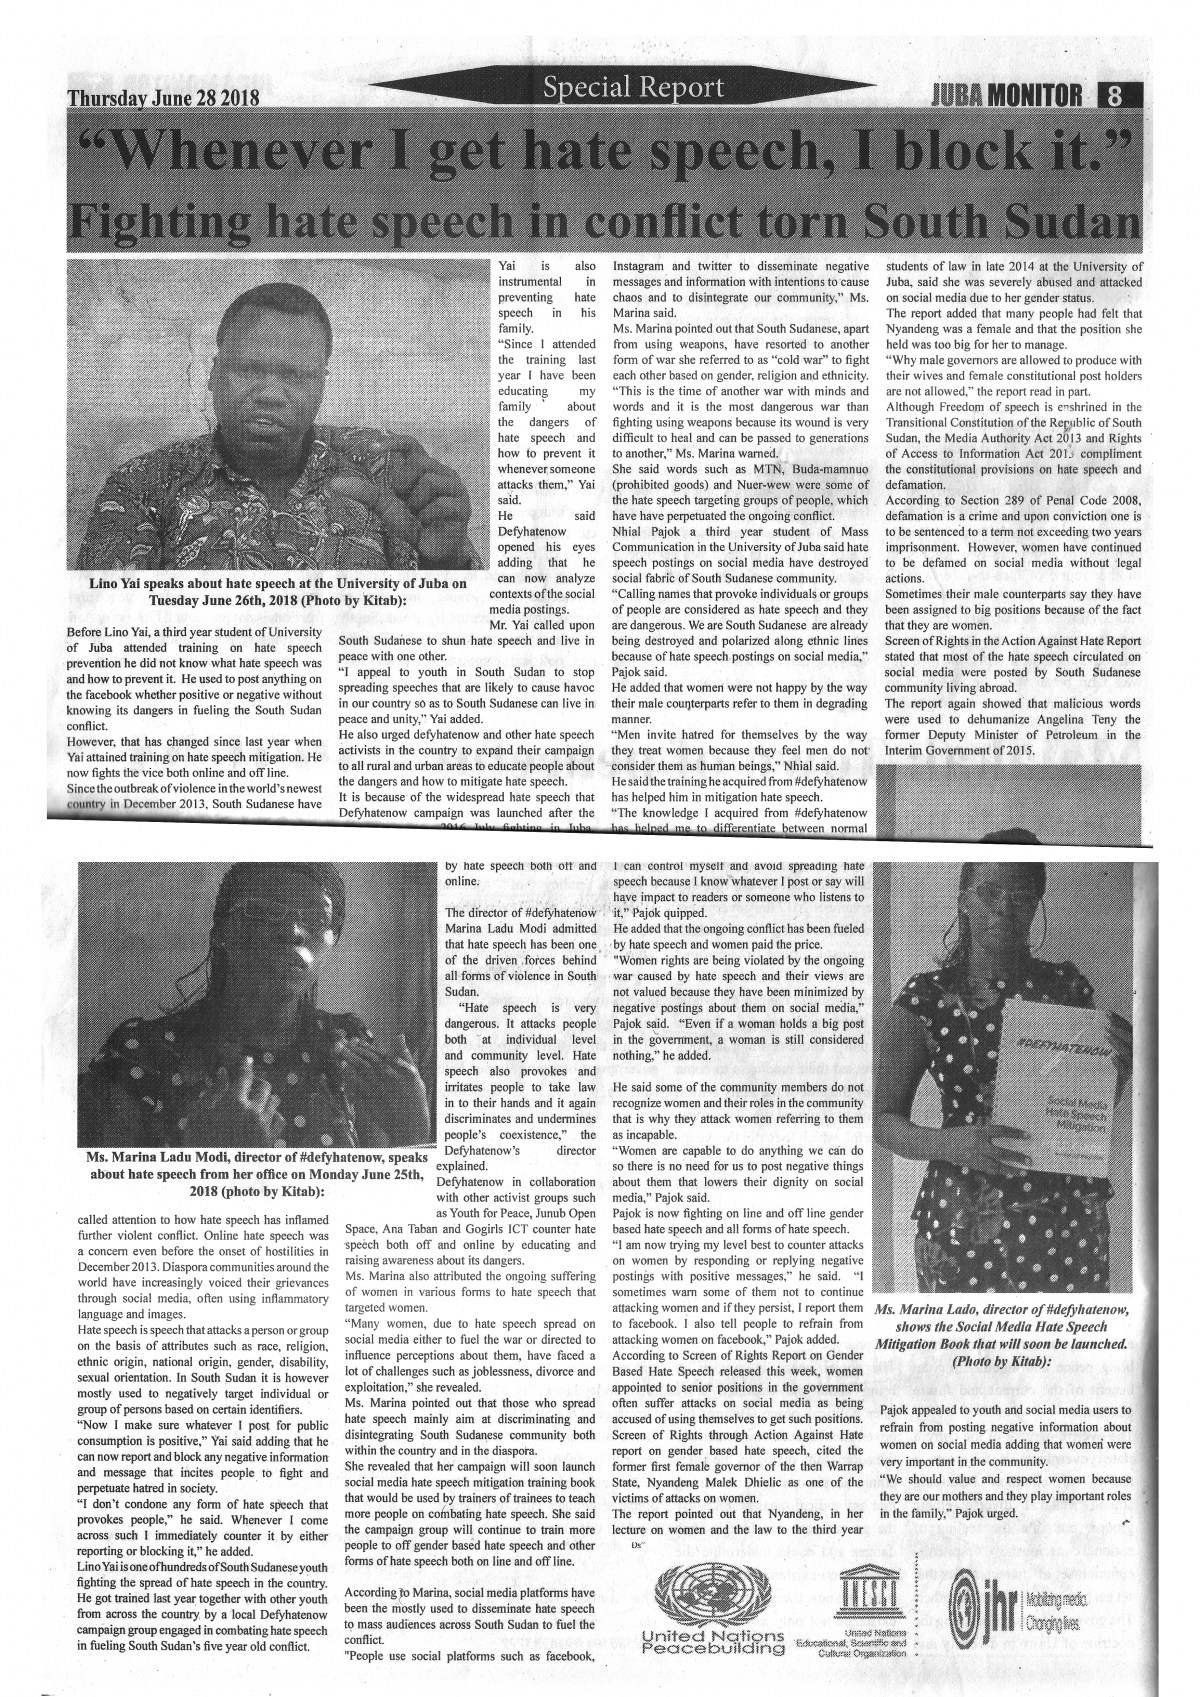 Thursday June 28 2018
Special Report
JUBA MONITOR 8
“Whenever I get hate speech, I block it.”
Fighting hate speech in conflict torn South Sudan
Lino Yai speaks about hate speech at the University of Juba on
Tuesday June 26th, 2018 (Photo by Kitab):
Before Lino Yai, a third year student of University
of Juba attended training on hate speech
prevention he did not know what hate speech was
and how to prevent it. He used to post anything on
the facebook whether positive or negative without
knowing its dangers in fueling the South Sudan
conflict.
However, that has changed since last year when
Yai attained training on hate speech mitigation. He
now fights the vice both online and off line.
Since the outbreak of violence in the world’s newest
country in December 2013, South Sudanese have
Ms. Marina Ladu Modi, director of #defyhatenow, speaks
about hate speech from her office on Monday June 25th,
2018 (photo by Kitab):
called attention to how hate speech has inflamed
further violent conflict. Online hate speech was
a concern even before the onset of hostilities in
December 2013. Diaspora communities around the
world have increasingly voiced their grievances
through social media, often using inflammatory
language and images.
Hate speech is speech that attacks a person or group
on the basis of attributes such as race, religion,
ethnic origin, national origin, gender, disability,
sexual orientation. In South Sudan it is however
mostly used to negatively target individual or
group of persons based on certain identifiers.
“Now I make sure whatever I post for public
consumption is positive,” Yai said adding that he
can now report and block any negative information
and message that incites people to fight and
perpetuate hatred in society.
“I don’t condone any form of hate speech that
provokes people,” he said. Whenever I come
across such I immediately counter it by either
reporting or blocking it,” he added.
Lino Yai is one of hundreds of South Sudanese youth
fighting the spread of hate speech in the country.
He got trained last year together with other youth
from across the country by a local Defyhatenow
campaign group engaged in combating hate speech
in fueling South Sudan’s five year old conflict.
Yai is also
instrumental in
preventing hate
speech in his
family.
“Since I attended
the training last
year I have been
educating my
family about
the dangers of
hate speech and
how to prevent it
whenever someone
attacks them,” Yai
said.
He said
Defyhatenow
opened his eyes
adding that he
can now analyze
contexts of the social
media postings.
Mr. Yai called upon
South Sudanese to shun hate speech and live in
peace with one other.
“I appeal to youth in South Sudan to stop
spreading speeches that are likely to cause havoc
in our country so as to South Sudanese can live in
peace and unity,” Yai added.
He also urged defyhatenow and other hate speech
activists in the country to expand their campaign
to all rural and urban areas to educate people about
the dangers and how to mitigate hate speech.
It is because of the widespread hate speech that
Defyhatenow campaign was launched after the
2016 July fighting in Juba
by hate speech both off and
online.
The director of #defyhatenow
Marina Ladu Modi admitted
that hate speech has been one
of the driven forces behind
all forms of violence in South
Sudan.
“Hate speech is very
dangerous. It attacks people
both at individual level
and community level. Hate
speech also provokes and
irritates people to take law
in to their hands and it again
discriminates and undermines
people’s coexistence,” the
Defyhatenow’s director
explained.
Defyhatenow in collaboration
with other activist groups such
as Youth for Peace, Junub Open
Space, Ana Taban and Gogirls ICT counter hate
speech both off and online by educating and
raising awareness about its dangers.
Ms. Marina also attributed the ongoing suffering
of women in various forms to hate speech that
targeted women.
“Many women, due to hate speech spread on
social media either to fuel the war or directed to
influence perceptions about them, have faced a
lot of challenges such as joblessness, divorce and
exploitation,” she revealed.
Ms. Marina pointed out that those who spread
hate speech mainly aim at discriminating and
disintegrating South Sudanese community both
within the country and in the diaspora.
She revealed that her campaign will soon launch
social media hate speech mitigation training book
that would be used by trainers of trainees to teach
more people on combating hate speech. She said
the campaign group will continue to train more
people to off gender based hate speech and other
forms of hate speech both on line and off line.
According to Marina, social media platforms have
been the mostly used to disseminate hate speech
to mass audiences across South Sudan to fuel the
conflict.
"People use social platforms such as facebook,
Instagram and twitter to disseminate negative
messages and information with intentions to cause
chaos and to disintegrate our community,” Ms.
Marina said.
Ms. Marina pointed out that South Sudanese, apart
from using weapons, have resorted to another
form of war she referred to as “cold war” to fight
each other based on gender, religion and ethnicity.
“This is the time of another war with minds and
words and it is the most dangerous war than
fighting using weapons because its wound is very
difficult to heal and can be passed to generations
to another,” Ms. Marina warned.
She said words such as MTN, Buda-mamnuo
(prohibited goods) and Nuer-wew were some of
the hate speech targeting groups of people, which
have have perpetuated the ongoing conflict.
Nhial Pajok a third year student of Mass
Communication in the University of Juba said hate
speech postings on social media have destroyed
social fabric of South Sudanese community.
“Calling names that provoke individuals or groups
of people are considered as hate speech and they
are dangerous. We are South Sudanese are already
being destroyed and polarized along ethnic lines
because of hate speech postings on social media,”
Pajok said.
He added that women were not happy by the way
their male counterparts refer to them in degrading
manner.
“Men invite hatred for themselves by the way
they treat women because they feel men do not
consider them as human beings,” Nhial said.
He said the training he acquired from #defyhatenow
has helped him in mitigation hate speech.
“The knowledge I acquired from #defyhatenow
has helped me to differentiate between normal
I can control myself and avoid spreading hate
speech because I know whatever I post or say will
have impact to readers or someone who listens to
it,” Pajok quipped.
He added that the ongoing conflict has been fueled
by hate speech and women paid the price.
"Women rights are being violated by the ongoing
war caused by hate speech and their views are
not valued because they have been minimized by
negative postings about them on social media,”
Pajok said. “Even if a woman holds a big post
in the government, a woman is still considered
nothing,” he added.
He said some of the community members do not
recognize women and their roles in the community
that is why they attack women referring to them
as incapable.
“Women are capable to do anything we can do
so there is no need for us to post negative things
about them that lowers their dignity on social
media,” Pajok said.
Pajok is now fighting on line and off line gender
based hate speech and all forms of hate speech.
“I am now trying my level best to counter attacks
on women by responding or replying negative
postings with positive messages,” he said. “I
sometimes warn some of them not to continue
attacking women and if they persist, I report them
to facebook. I also tell people to refrain from
attacking women on facebook,” Pajok added.
According to Screen of Rights Report on Gender
Based Hate Speech released this week, women
appointed to senior positions in the government
often suffer attacks on social media as being
accused of using themselves to get such positions.
Screen of Rights through Action Against Hate
report on gender based hate speech, cited the
former first female governor of the then Warrap
State, Nyandeng Malek Dhielic as one of the
victims of attacks on women.
The report pointed out that Nyandeng, in her
lecture on women and the law to the third year
students of law in late 2014 at the University of
Juba, said she was severely abused and attacked
on social media due to her gender status.
The report added that many people had felt that
Nyandeng was a female and that the position she
held was too big for her to manage.
“Why male governors are allowed to produce with
their wives and female constitutional post holders
are not allowed,” the report read in part.
Although Freedom of speech is enshrined in the
Transitional Constitution of the Republic of South
Sudan, the Media Authority Act 2013 and Rights
of Access to Information Act 201 compliment
the constitutional provisions on hate speech and
defamation.
According to Section 289 of Penal Code 2008,
defamation is a crime and upon conviction one is
to be sentenced to a term not exceeding two years
imprisonment. However, women have continued
to be defamed on social media without legal
actions.
Sometimes their male counterparts say they have
been assigned to big positions because of the fact
that they are women.
Screen of Rights in the Action Against Hate Report
stated that most of the hate speech circulated on
social media were posted by South Sudanese
community living abroad.
The report again showed that malicious words
were used to dehumanize Angelina Teny the
former Deputy Minister of Petroleum in the
Interim Government of 2015.
#DEFYHATENOW
Social Media
Hate Speech
Mitigation
Ms. Marina Lado, director of #defyhatenow,
shows the Social Media Hate Speech
Mitigation Book that will soon be launched.
(Photo by Kitab):
Pajok appealed to youth and social media users to
refrain from posting negative information about
women on social media adding that women were
very important in the community.
“We should value and respect women because
they are our mothers and they play important roles
in the family,” Pajok urged.
United Nations
Peacebuilding
UNESCO
United Nations
Educational, Scientific and
Cultural Organization
jhr
Mobilizing media.
Changing lives.